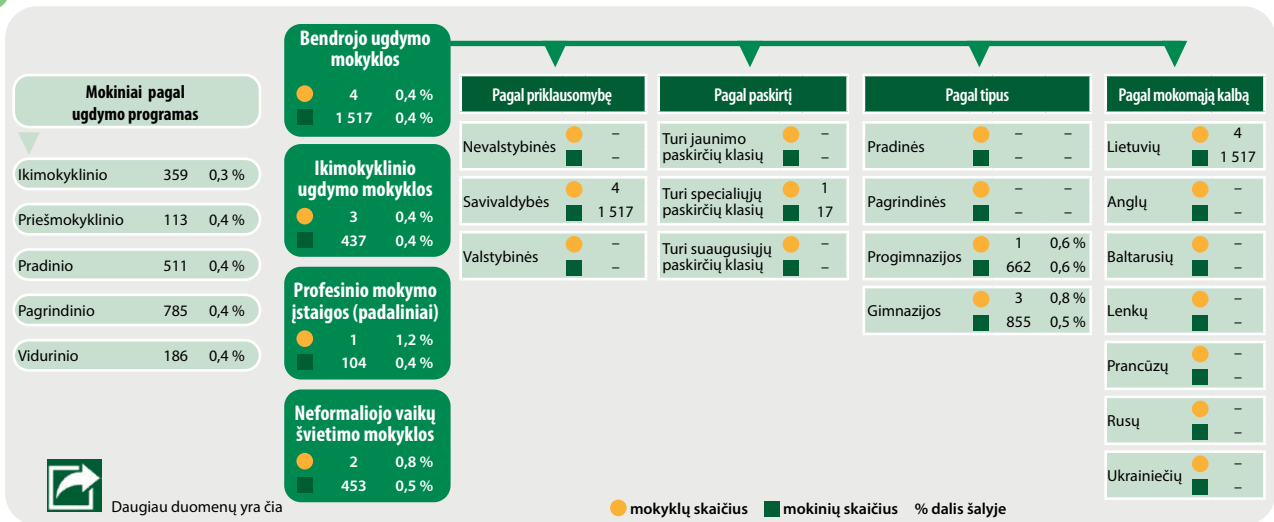 Mokiniai pagal
ugdymo programas
Ikimokyklinio 359 0,3 %
Priešmokyklinio 113 0,4 %
Pradinio 511 0,4 %
Pagrindinio 785 0,4 %
Vidurinio 186 0,4 %
Daugiau duomenų yra čia
Bendrojo ugdymo
mokyklos
4 0,4 %
1 517 0,4 %
Ikimokyklinio
ugdymo mokyklos
3 0,4 %
437 0,4 %
Profesinio mokymo
įstaigos (padaliniai)
1 1,2 %
104 0,4 %
Neformaliojo vaikų
švietimo mokyklos
2 0,8 %
453 0,5 %
Pagal priklausomybę
Nevalstybinės –
–
Savivaldybės 4
1 517
Valstybinės –
–
Pagal paskirtį
Turi jaunimo
paskirčių klasių
–
–
Turi specialiųjų
paskirčių klasių
1
17
Turi suaugusiųjų
paskirčių klasių
–
–
Pagal tipus
Pradinės – –
– –
Pagrindinės – –
– –
Progimnazijos 1 0,6 %
662 0,6 %
Gimnazijos 3 0,8 %
855 0,5 %
Pagal mokomąją kalbą
Lietuvių 4
1 517
Anglų –
–
Baltarusių –
–
Lenkų –
–
Prancūzų –
–
Rusų –
–
Ukrainiečių –
–
mokyklų skaičius mokinių skaičius % dalis šalyje